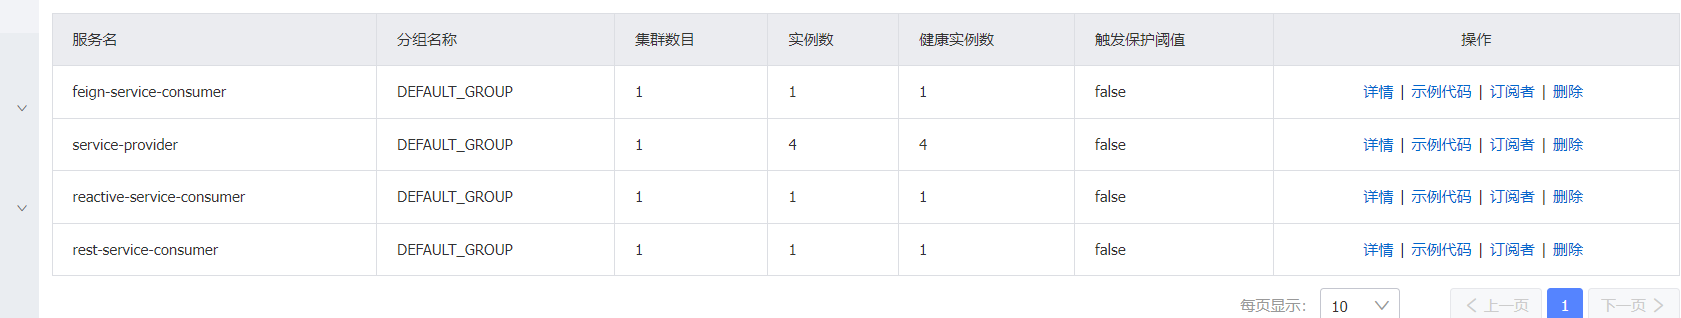 服务名 分组名称 集群数目 实例数 健康实例数 触发保护阈值 操作
feign-service-consumer DEFAULT_GROUP 1 1 1 false 详情 | 示例代码 | 订阅者 | 删除
service-provider DEFAULT_GROUP 1 4 4 false 详情 | 示例代码 | 订阅者 | 删除
reactive-service-consumer DEFAULT_GROUP 1 1 1 false 详情 | 示例代码 | 订阅者 | 删除
rest-service-consumer DEFAULT_GROUP 1 1 1 false 详情 | 示例代码 | 订阅者 | 删除
每页显示: 10 上一页 1 下一页